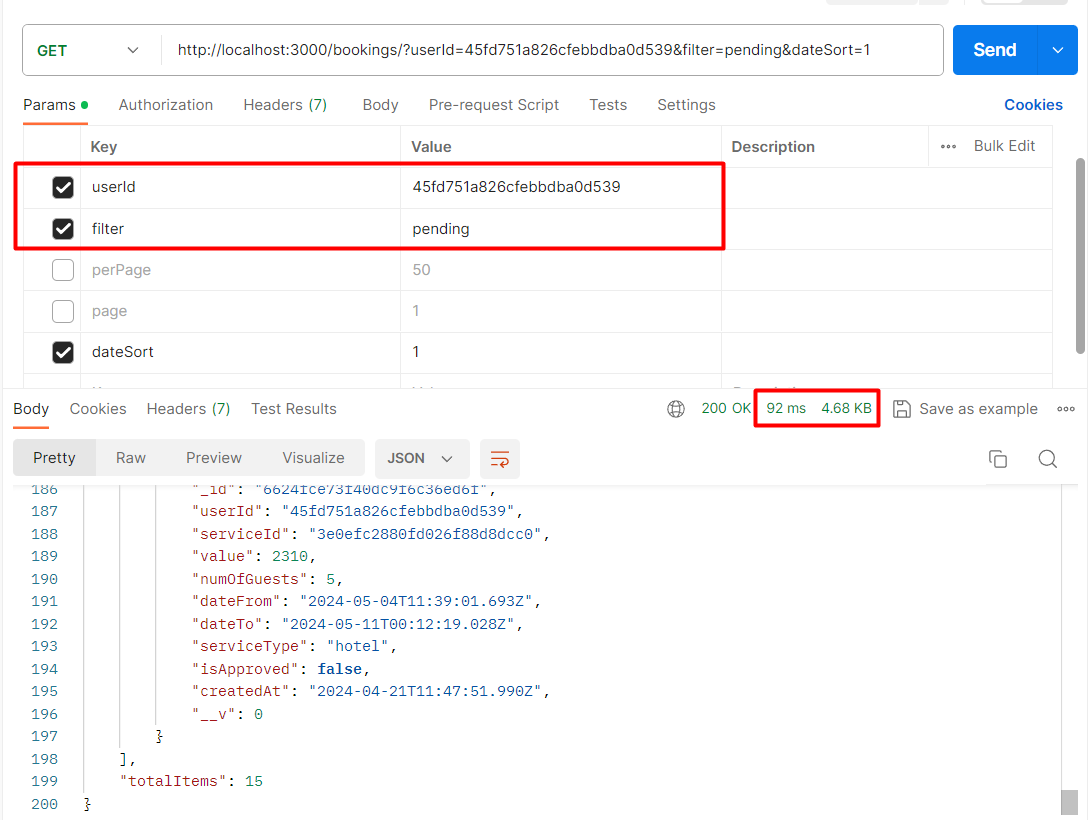 GET http://localhost:3000/bookings/?userId=45fd751a826cfebbdba0d539&filter=pending&dateSort=1 Send
Params Authorization Headers (7) Body Pre-request Script Tests Settings Cookies
Key Value Description Bulk Edit
userId 45fd751a826cfebbdba0d539
filter pending
perPage 50
page 1
dateSort 1
Body Cookies Headers (7) Test Results 200 OK 92 ms 4.68 KB Save as example
Pretty Raw Preview Visualize JSON
186 "_id": "6624fce73f40dc9f6c36ed6f",
187 "userId": "45fd751a826cfebbdba0d539",
188 "serviceId": "3e0efc2880fd026f88d8dcc0",
189 "value": 2310,
190 "numOfGuests": 5,
191 "dateFrom": "2024-05-04T11:39:01.693Z",
192 "dateTo": "2024-05-11T00:12:19.028Z",
193 "serviceType": "hotel",
194 "isApproved": false,
195 "createdAt": "2024-04-21T11:47:51.990Z",
196 "__v": 0
197 }
198 ],
199 "totalItems": 15
200 }